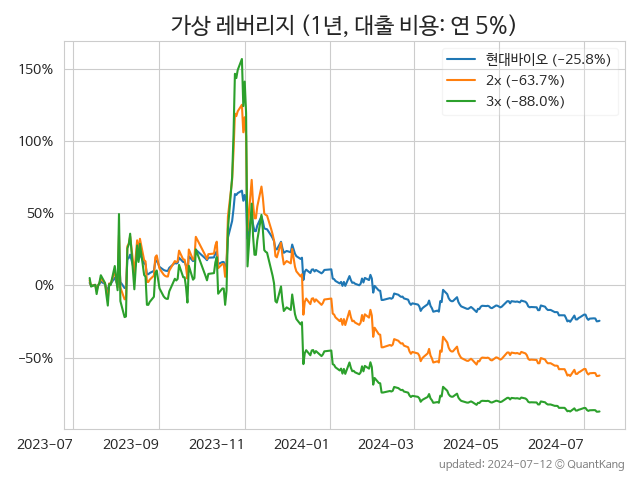 가상 레버리지 (1년, 대출 비용: 연 5%)
현대바이오 (−25.8%)
2x (−63.7%)
3x (−88.0%)
150%
100%
50%
0%
−50%
2023-07 2023-09 2023-11 2024-01 2024-03 2024-05 2024-07
updated: 2024-07-12 © QuantKang